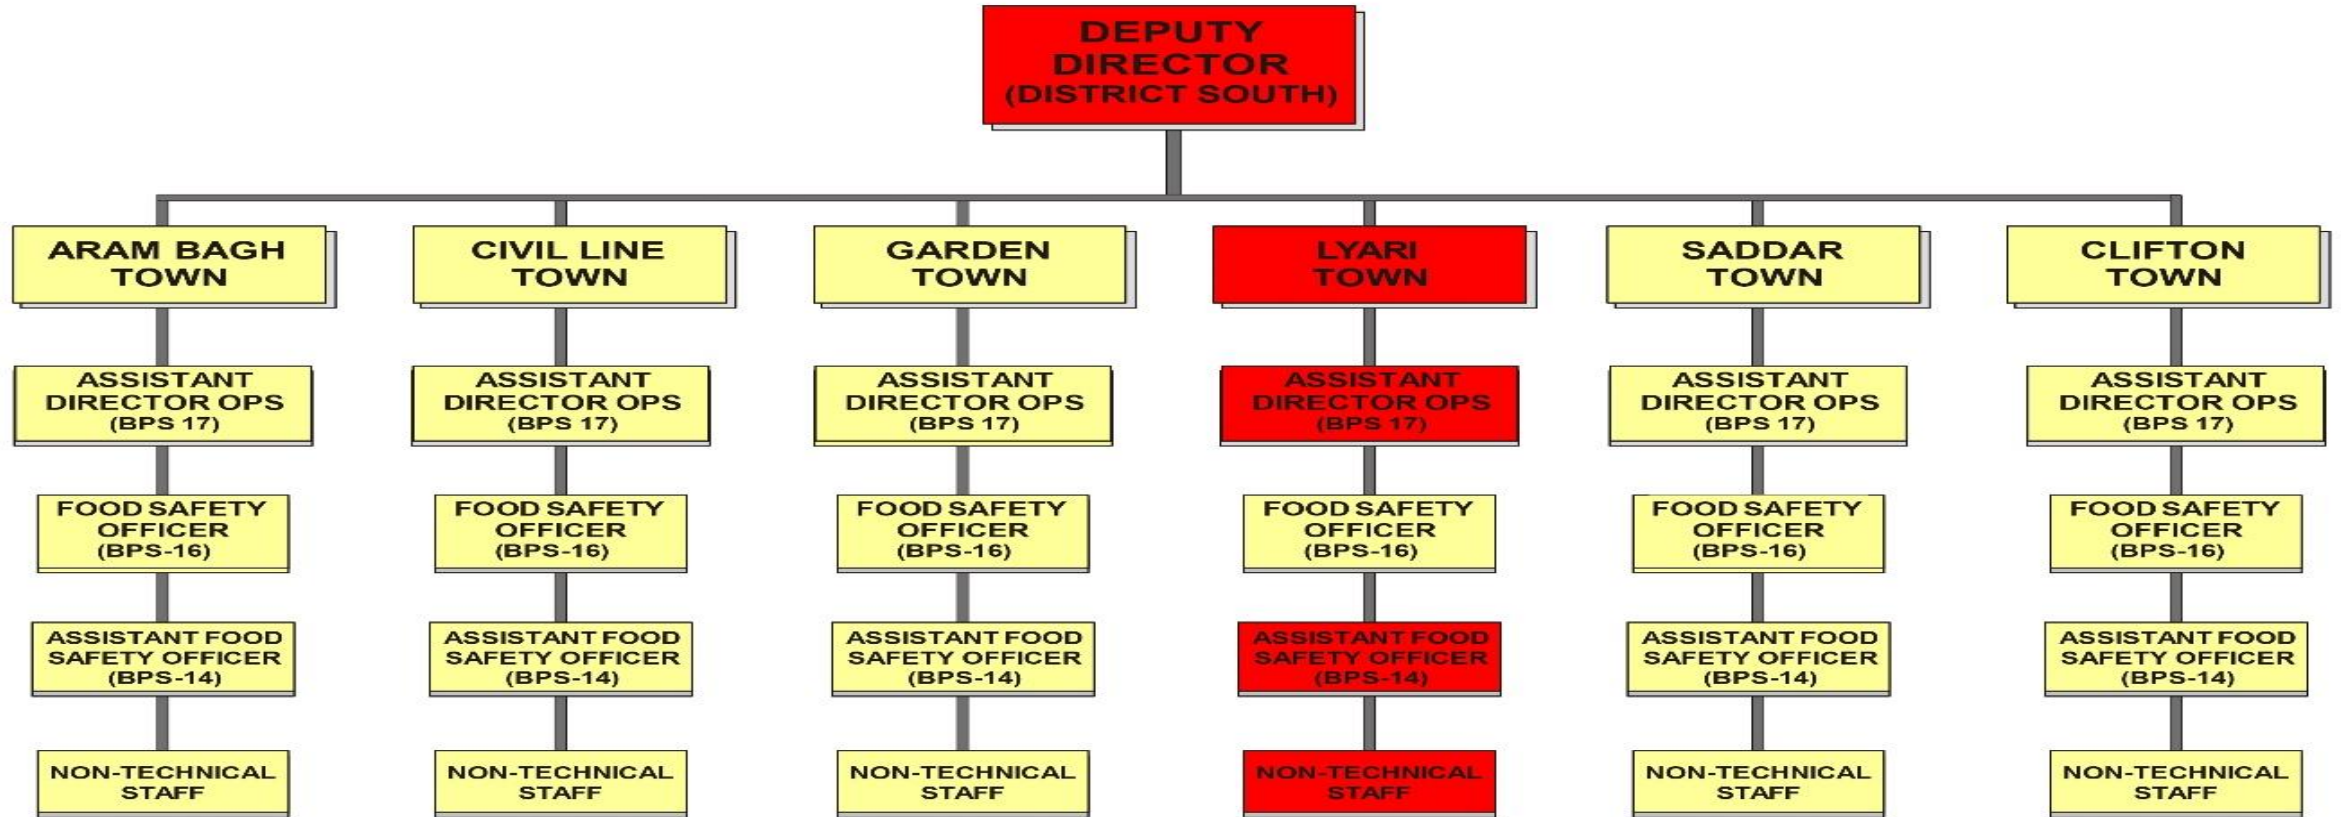 DEPUTY
DIRECTOR
(DISTRICT SOUTH)
ARAM BAGH
TOWN
CIVIL LINE
TOWN
GARDEN
TOWN
LYARI
TOWN
SADDAR
TOWN
CLIFTON
TOWN
ASSISTANT
DIRECTOR OPS
(BPS 17)
ASSISTANT
DIRECTOR OPS
(BPS 17)
ASSISTANT
DIRECTOR OPS
(BPS 17)
ASSISTANT
DIRECTOR OPS
(BPS 17)
ASSISTANT
DIRECTOR OPS
(BPS 17)
ASSISTANT
DIRECTOR OPS
(BPS 17)
FOOD SAFETY
OFFICER
(BPS-16)
FOOD SAFETY
OFFICER
(BPS-16)
FOOD SAFETY
OFFICER
(BPS-16)
FOOD SAFETY
OFFICER
(BPS-16)
FOOD SAFETY
OFFICER
(BPS-16)
FOOD SAFETY
OFFICER
(BPS-16)
ASSISTANT FOOD
SAFETY OFFICER
(BPS-14)
ASSISTANT FOOD
SAFETY OFFICER
(BPS-14)
ASSISTANT FOOD
SAFETY OFFICER
(BPS-14)
ASSISTANT FOOD
SAFETY OFFICER
(BPS-14)
ASSISTANT FOOD
SAFETY OFFICER
(BPS-14)
ASSISTANT FOOD
SAFETY OFFICER
(BPS-14)
NON-TECHNICAL
STAFF
NON-TECHNICAL
STAFF
NON-TECHNICAL
STAFF
NON-TECHNICAL
STAFF
NON-TECHNICAL
STAFF
NON-TECHNICAL
STAFF